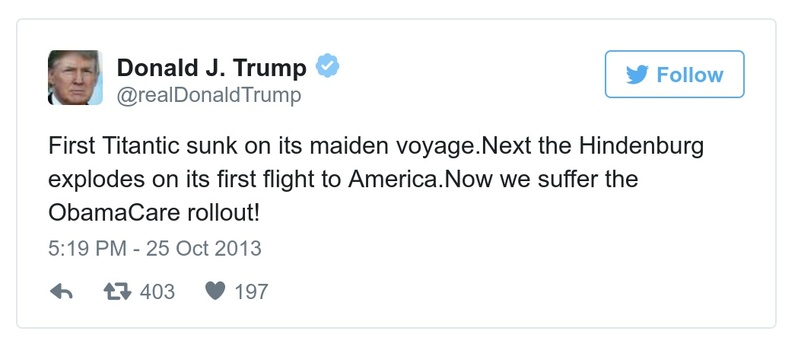 Donald J. Trump
@realDonaldTrump
Follow
First Titantic sunk on its maiden voyage.Next the Hindenburg
explodes on its first flight to America.Now we suffer the
ObamaCare rollout!
5:19 PM - 25 Oct 2013
403 197